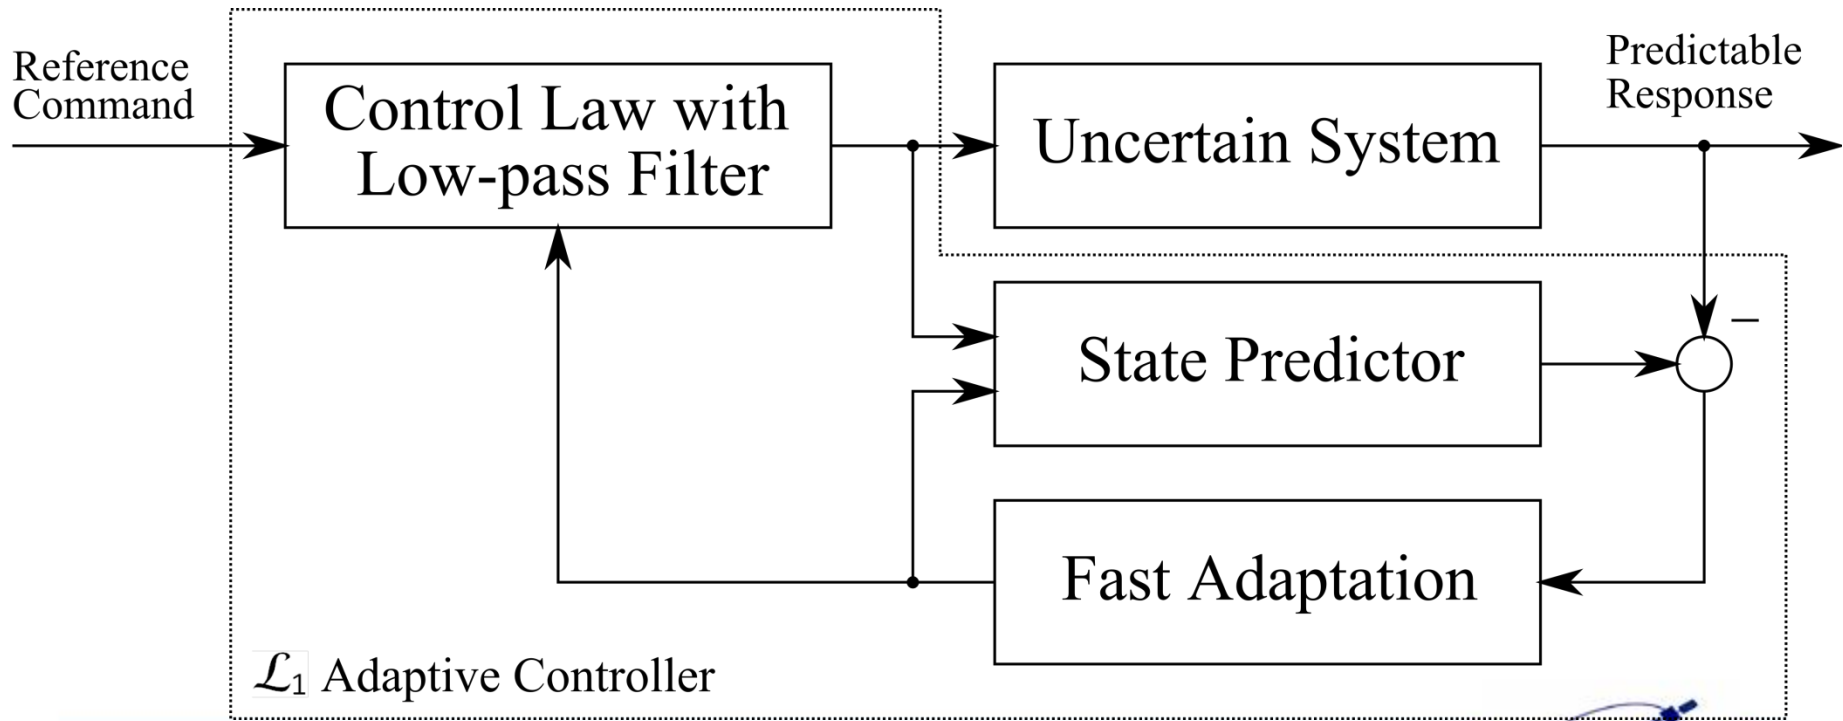 Reference
Command
Control Law with
Low-pass Filter
Uncertain System
Predictable
Response
−
State Predictor
Fast Adaptation
ℒ₁ Adaptive Controller